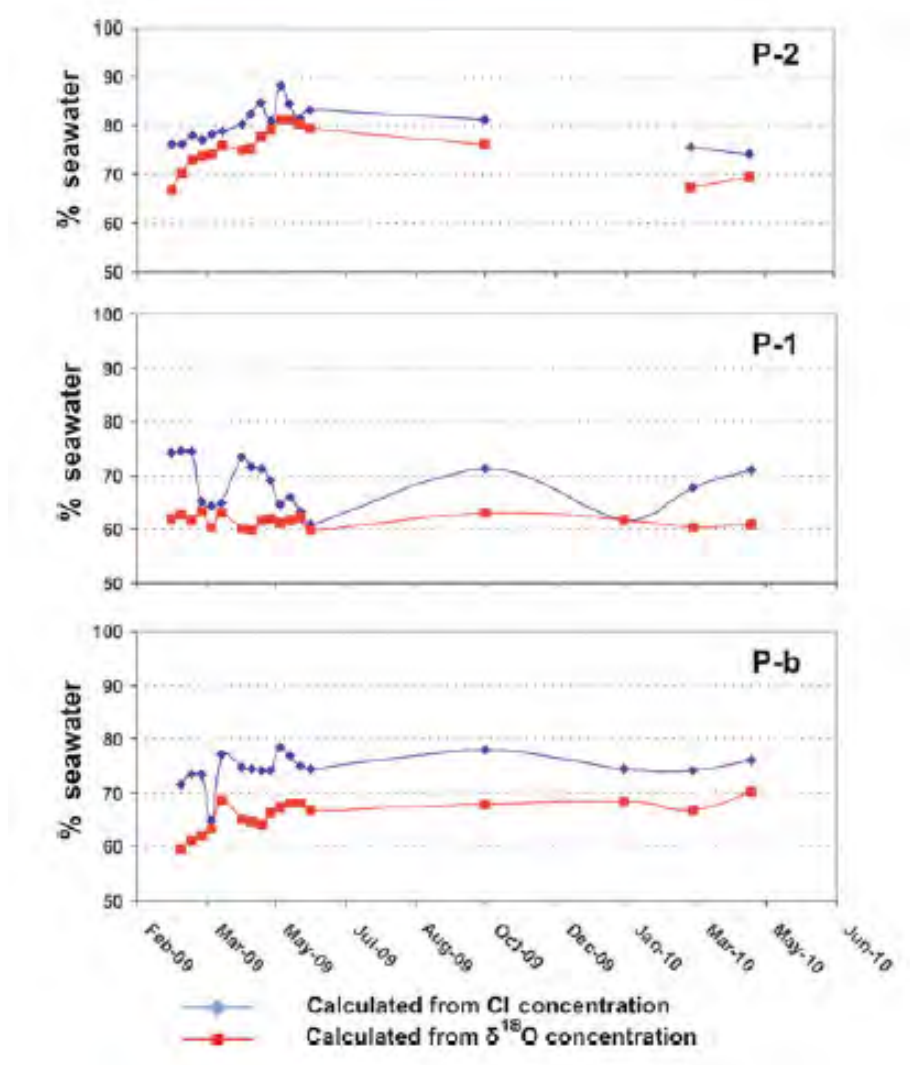 100
90
80
70
60
50
% seawater
P-2
100
90
80
70
60
50
% seawater
P-1
100
90
80
70
60
50
% seawater
P-b
Feb-09
Mar-09
May-09
Jul-09
Aug-09
Oct-09
Dec-09
Jan-10
Mar-10
May-10
Jun-10
Calculated from Cl concentration
Calculated from δ¹⁸O concentration